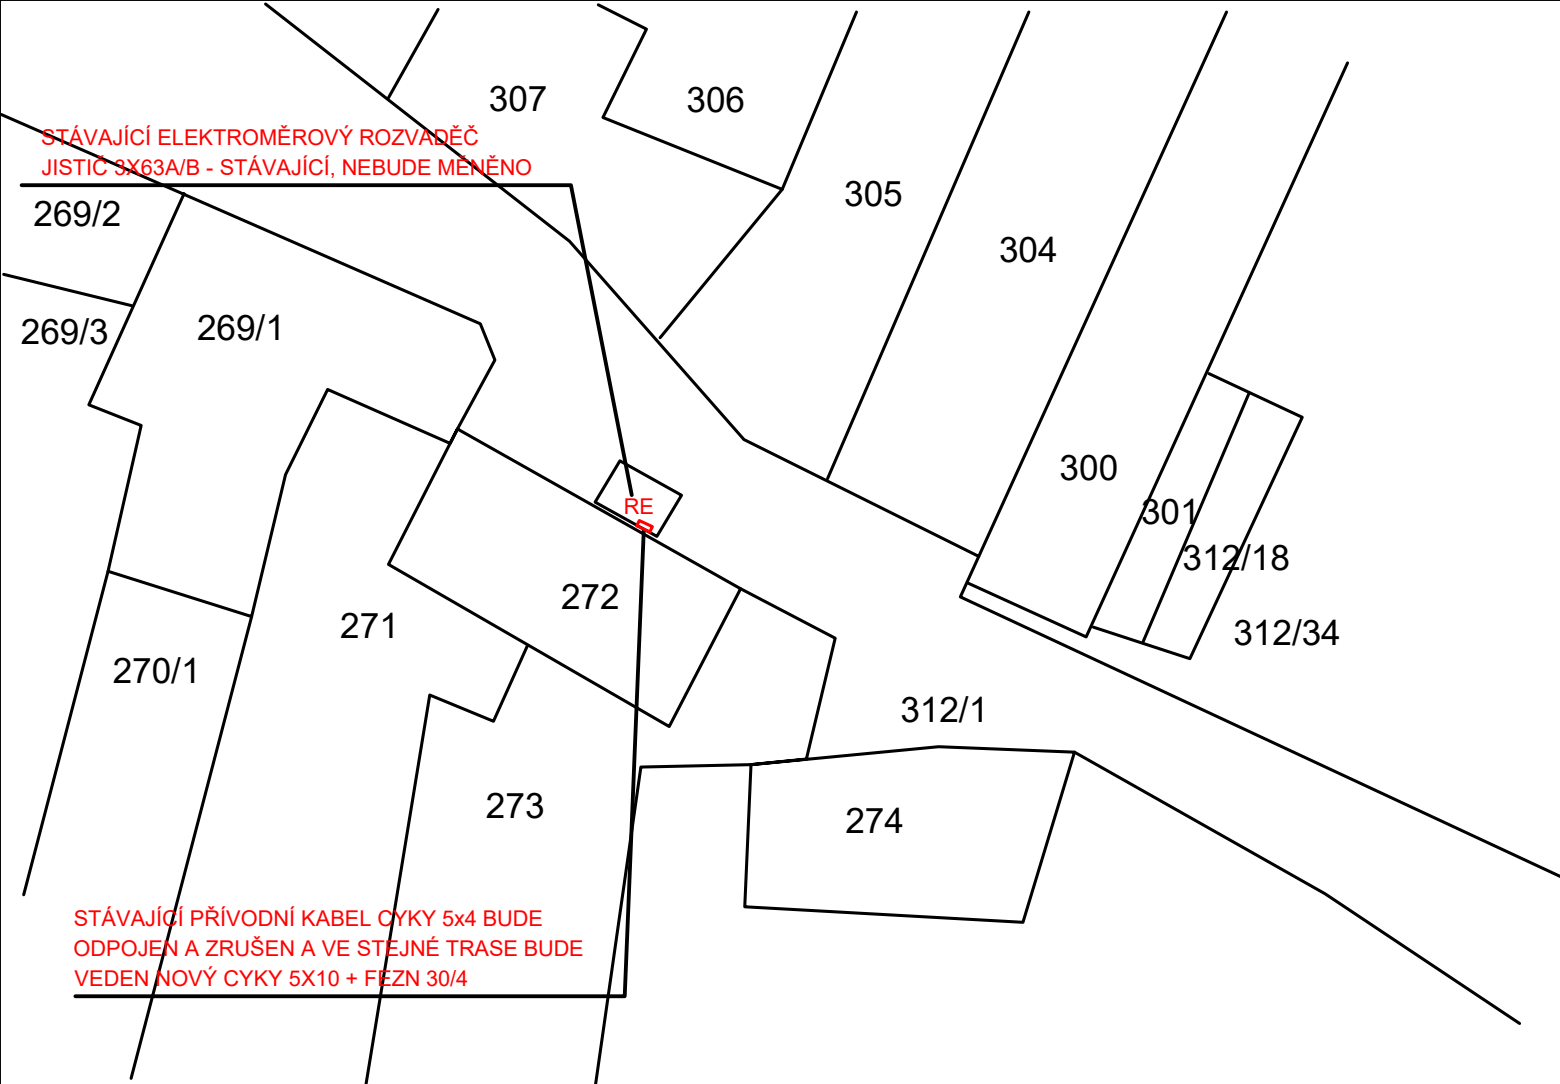 307
306
STÁVAJÍCÍ ELEKTROMĚROVÝ ROZVADĚČ
JISTIČ 3X63A/B - STÁVAJÍCÍ, NEBUDE MĚNĚNO
305
269/2
304
269/3
269/1
300
RE
301
312/18
272
271
312/34
270/1
312/1
273
274
STÁVAJÍCÍ PŘÍVODNÍ KABEL CYKY 5x4 BUDE
ODPOJEN A ZRUŠEN A VE STEJNÉ TRASE BUDE
VEDEN NOVÝ CYKY 5X10 + FEZN 30/4